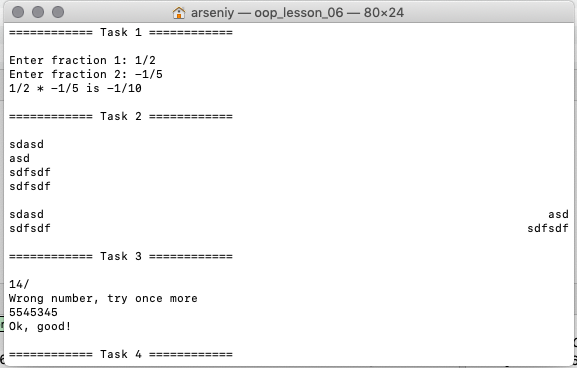 arseniy — oop_lesson_06 — 80×24
============ Task 1 ============
Enter fraction 1: 1/2
Enter fraction 2: -1/5
1/2 * -1/5 is -1/10
============ Task 2 ============
sdasd
asd
sdfsdf
sdfsdf
sdasd asd
sdfsdf sdfsdf
============ Task 3 ============
14/
Wrong number, try once more
5545345
Ok, good!
============ Task 4 ============